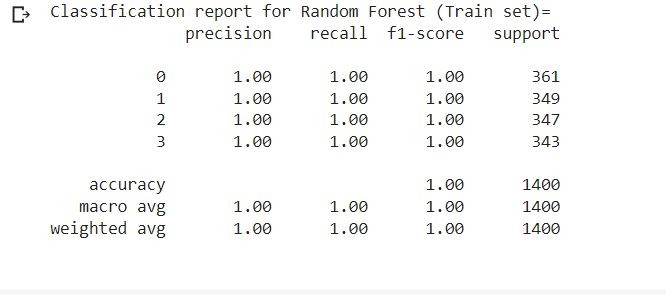 Classification report for Random Forest (Train set)=
precision recall f1-score support
0 1.00 1.00 1.00 361
1 1.00 1.00 1.00 349
2 1.00 1.00 1.00 347
3 1.00 1.00 1.00 343
accuracy 1.00 1400
macro avg 1.00 1.00 1.00 1400
weighted avg 1.00 1.00 1.00 1400